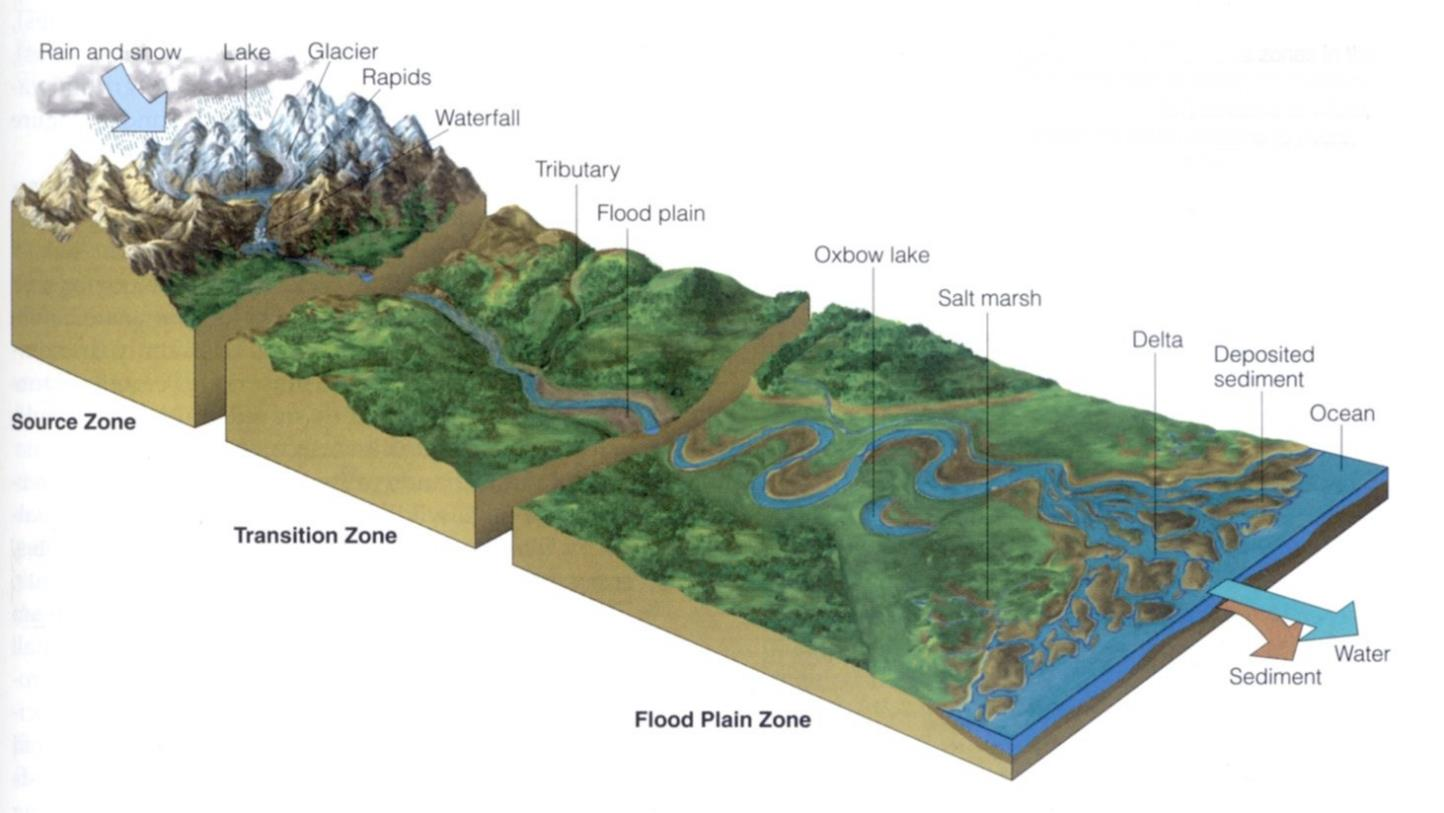 Rain and snow
Lake
Glacier
Rapids
Waterfall
Tributary
Flood plain
Oxbow lake
Salt marsh
Delta
Deposited
sediment
Ocean
Source Zone
Transition Zone
Flood Plain Zone
Water
Sediment